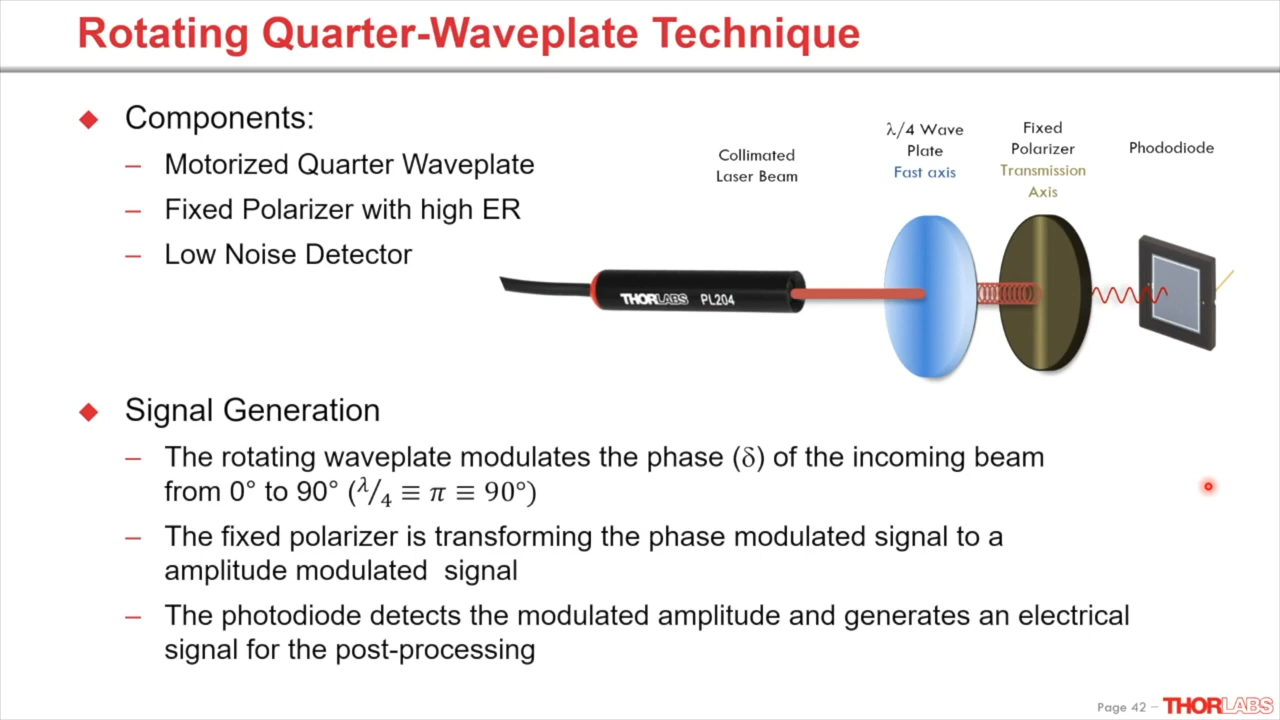 Rotating Quarter-Waveplate Technique
◆ Components:
– Motorized Quarter Waveplate
– Fixed Polarizer with high ER
– Low Noise Detector
Collimated
Laser Beam
λ/4 Wave
Plate
Fast axis
Fixed
Polarizer
Transmission
Axis
Phododiode
THORLABS PL204
◆ Signal Generation
– The rotating waveplate modulates the phase (δ) of the incoming beam
from 0° to 90° (λ/4 ≡ π ≡ 90°)
– The fixed polarizer is transforming the phase modulated signal to a
amplitude modulated signal
– The photodiode detects the modulated amplitude and generates an electrical
signal for the post-processing
Page 42 – THORLABS